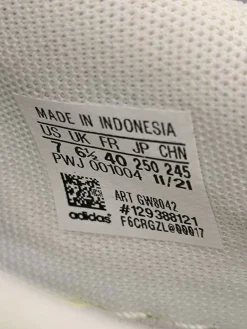 MADE IN INDONESIA
US UK FR JP CHN
7 6½ 40 250 245
PWJ 001004 11/21
ART GW8042
#129388121
F6CRGZL@00017
adidas